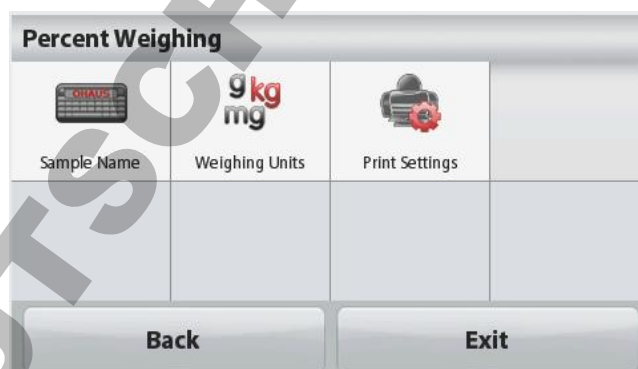 Percent Weighing
OHAUS
g kg
mg
Sample Name
Weighing Units
Print Settings
Back
Exit